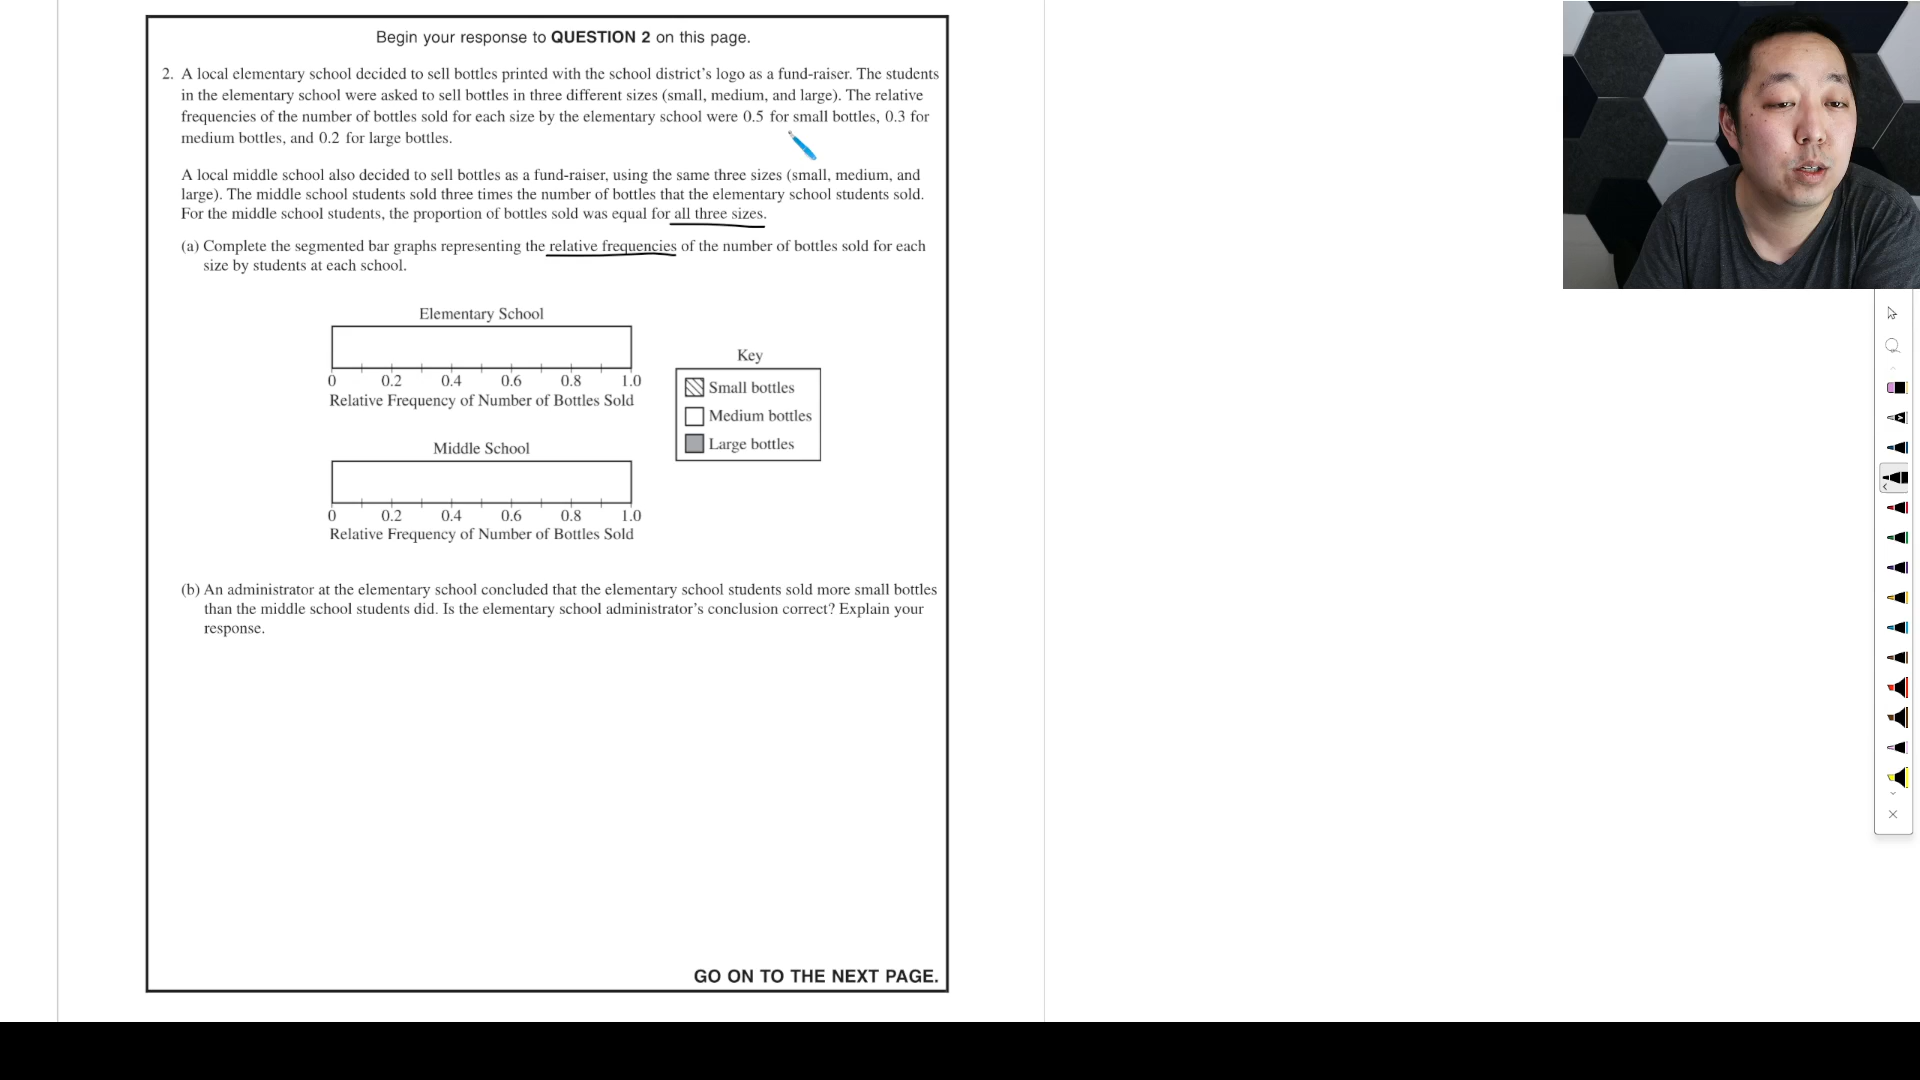 Begin your response to QUESTION 2 on this page.
2. A local elementary school decided to sell bottles printed with the school district’s logo as a fund-raiser. The students
in the elementary school were asked to sell bottles in three different sizes (small, medium, and large). The relative
frequencies of the number of bottles sold for each size by the elementary school were 0.5 for small bottles, 0.3 for
medium bottles, and 0.2 for large bottles.
A local middle school also decided to sell bottles as a fund-raiser, using the same three sizes (small, medium, and
large). The middle school students sold three times the number of bottles that the elementary school students sold.
For the middle school students, the proportion of bottles sold was equal for all three sizes.
(a) Complete the segmented bar graphs representing the relative frequencies of the number of bottles sold for each
size by students at each school.
Elementary School
0 0.2 0.4 0.6 0.8 1.0
Relative Frequency of Number of Bottles Sold
Key
Small bottles
Medium bottles
Large bottles
Middle School
0 0.2 0.4 0.6 0.8 1.0
Relative Frequency of Number of Bottles Sold
(b) An administrator at the elementary school concluded that the elementary school students sold more small bottles
than the middle school students did. Is the elementary school administrator’s conclusion correct? Explain your
response.
GO ON TO THE NEXT PAGE.